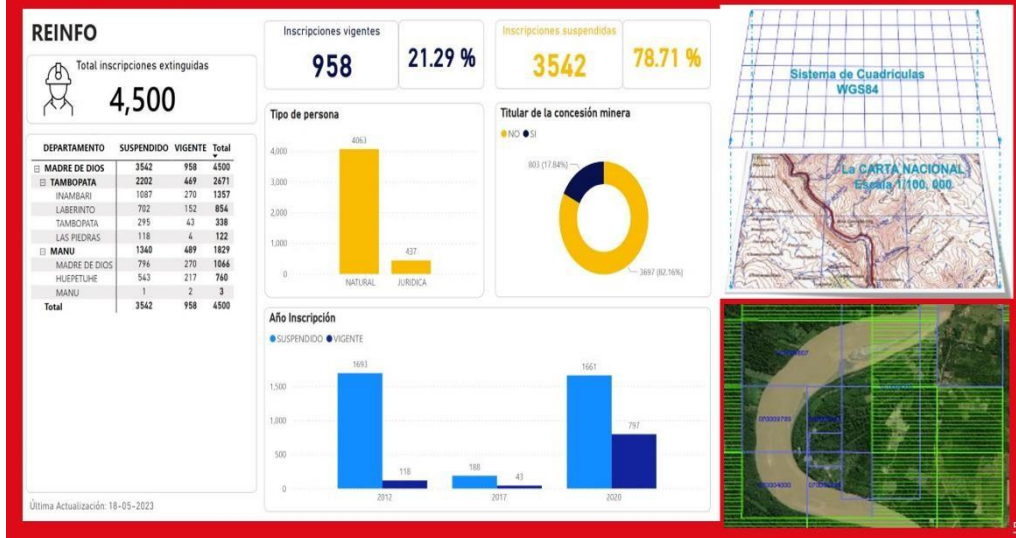 REINFO
Total inscripciones extinguidas
4,500
DEPARTAMENTO SUSPENDIDO VIGENTE Total
MADRE DE DIOS 3542 958 4500
TAMBOPATA 2202 469 2671
INAMBARI 1087 270 1357
LABERINTO 702 152 854
TAMBOPATA 295 43 338
LAS PIEDRAS 118 4 122
MANU 1340 489 1829
MADRE DE DIOS 796 270 1066
HUEPETUHE 543 217 760
MANU 1 2 3
Total 3542 958 4500
Última Actualización: 18-05-2023
Inscripciones vigentes
958
21.29 %
Inscripciones suspendidas
3542
78.71 %
Tipo de persona
4,000
3,000
2,000
1,000
0
4063
437
NATURAL JURIDICA
Titular de la concesión minera
NO SI
803 (17.84%)
3697 (82.16%)
Año Inscripción
SUSPENDIDO VIGENTE
1,500
1,000
500
0
1693
118
188
43
1661
797
2012 2017 2020
Sistema de Cuadriculas
WGS84
La CARTA NACIONAL
Escala 1/100, 000